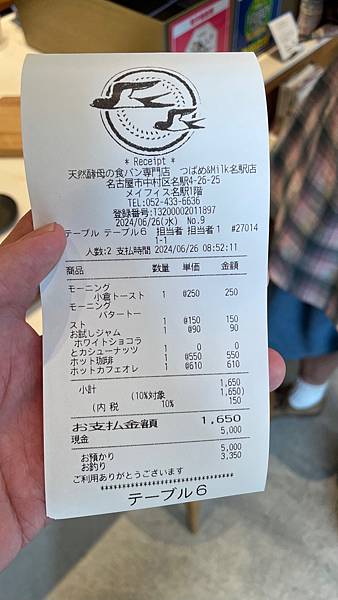 * Receipt *
天然酵母の食パン専門店 つばめ&Milk名駅店
名古屋市中村区名駅4-26-25
メイフィス名駅1階
TEL:052-433-6636
登録番号:T3200002011897
2024/06/26(水) No.9
テーブル テーブル６ 担当者 担当者１ #27014
1-1
人数:2 支払時間 2024/06/26 08:52:11
商品 数量 単価 金額
モーニング
小倉トースト 1 @250 250
モーニング
バタートー
スト 1 @150 150
お試しジャム 1 @90 90
ホワイトショコラ
とカシューナッツ 1 0 0
ホット珈琲 1 @550 550
ホットカフェオレ 1 @610 610
小計 1,650
(10%対象 1,650)
(内 税 10% 150
お支払金額 1,650
現金 5,000
お預かり 5,000
お釣り 3,350
ご利用ありがとうございます
********************************
テーブル６